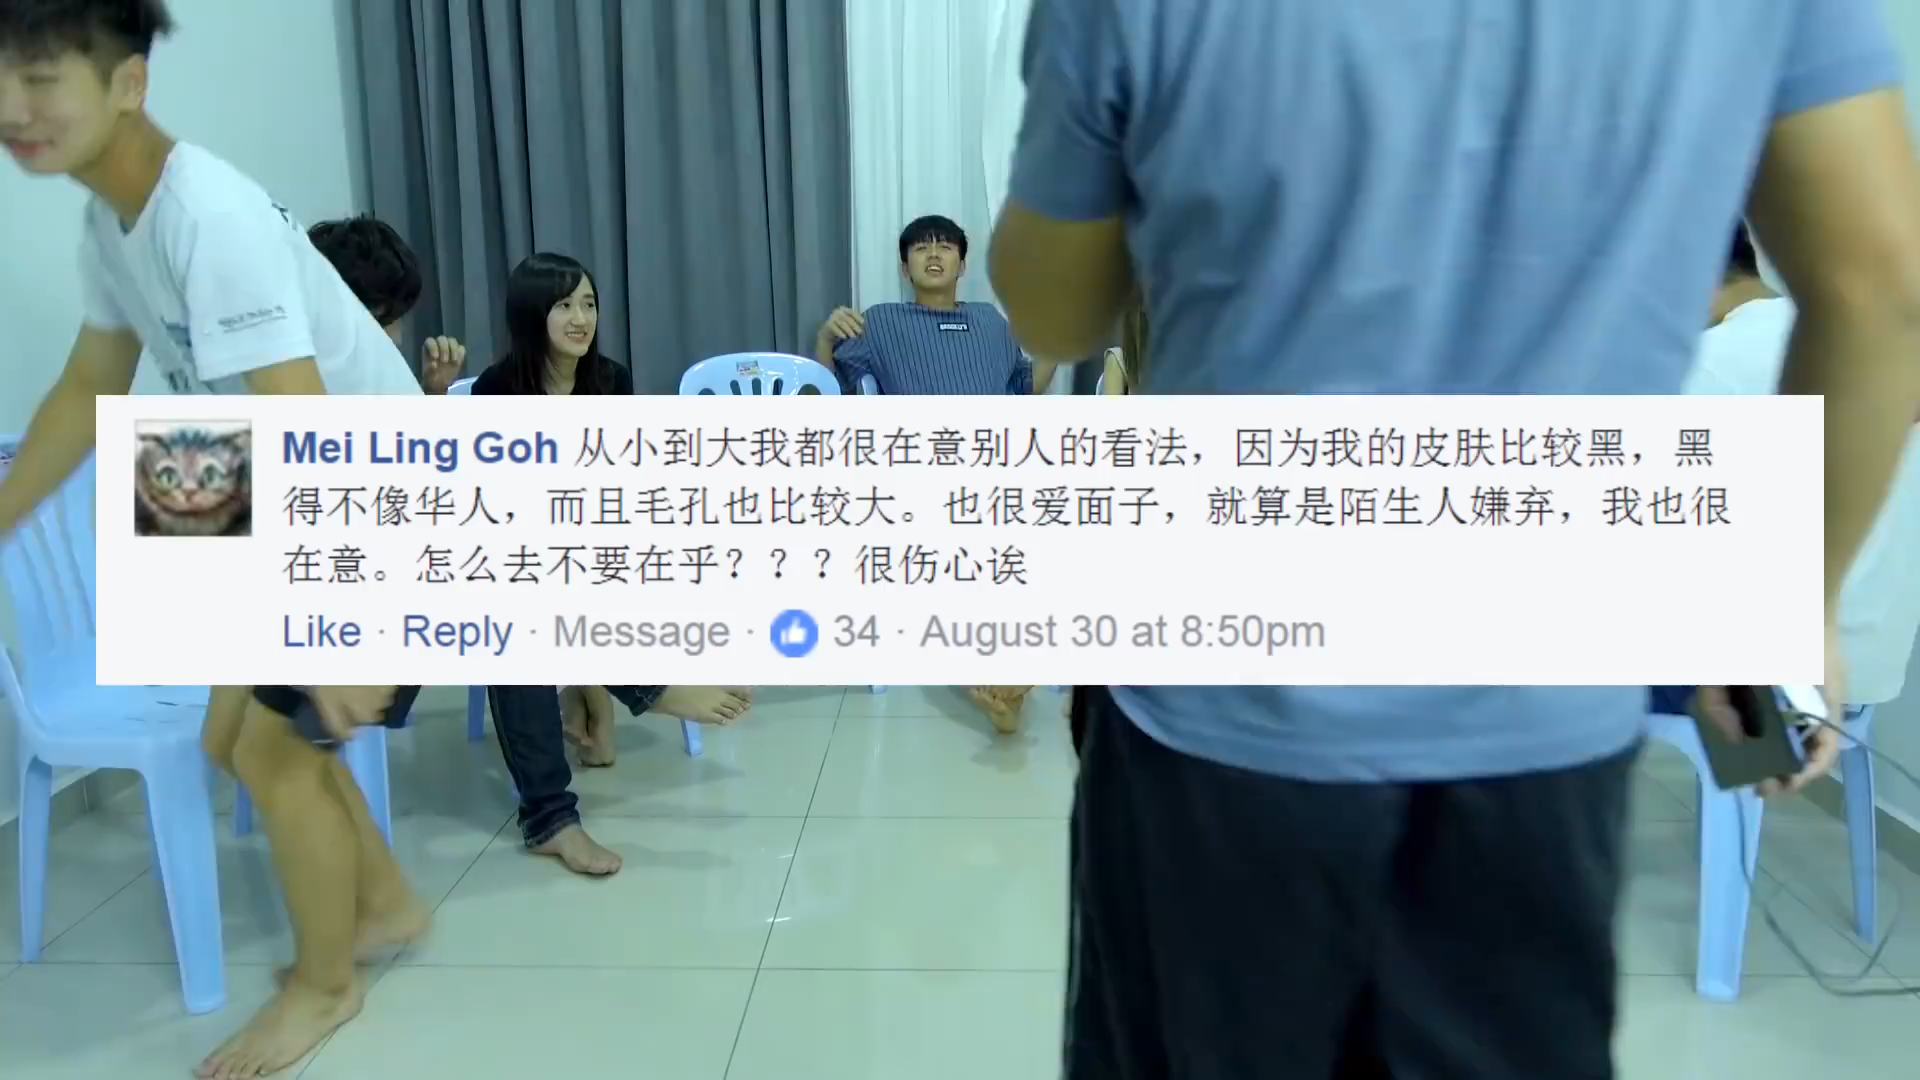 Mei Ling Goh 从小到大我都很在意别人的看法，因为我的皮肤比较黑，黑
得不像华人，而且毛孔也比较大。也很爱面子，就算是陌生人嫌弃，我也很
在意。怎么去不要在乎？？？很伤心诶
Like · Reply · Message · 34 · August 30 at 8:50pm